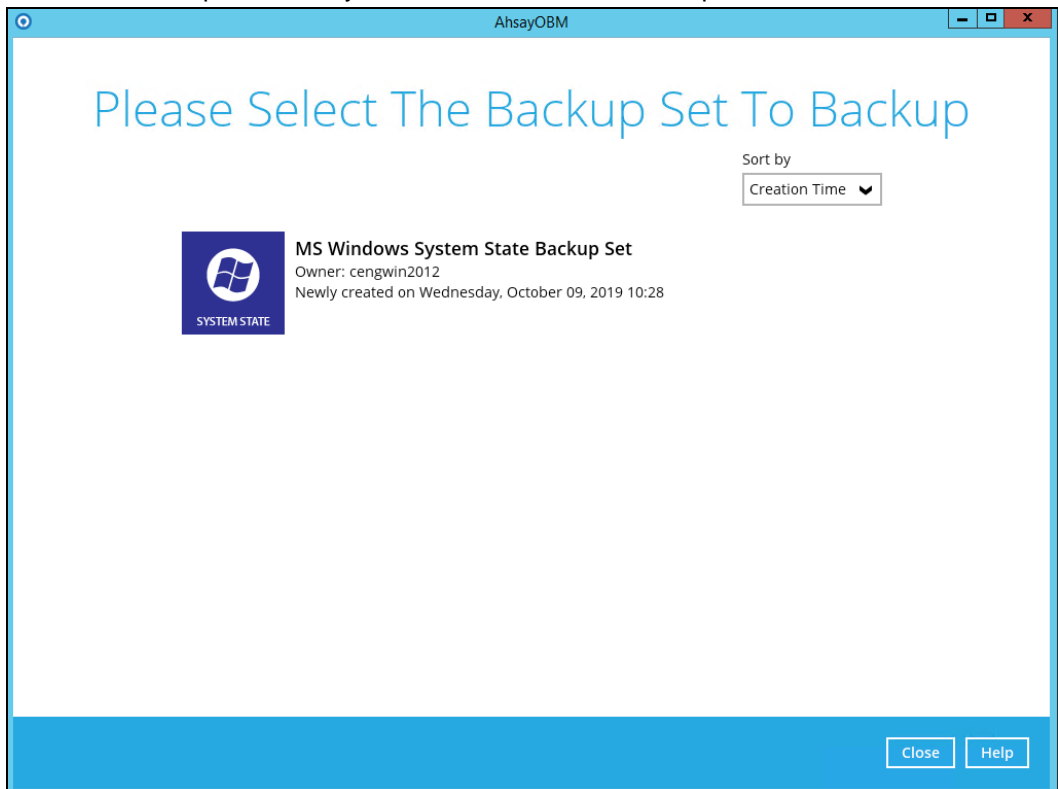 AhsayOBM
Please Select The Backup Set To Backup
Sort by
Creation Time
MS Windows System State Backup Set
Owner: cengwin2012
Newly created on Wednesday, October 09, 2019 10:28
SYSTEM STATE
Close Help